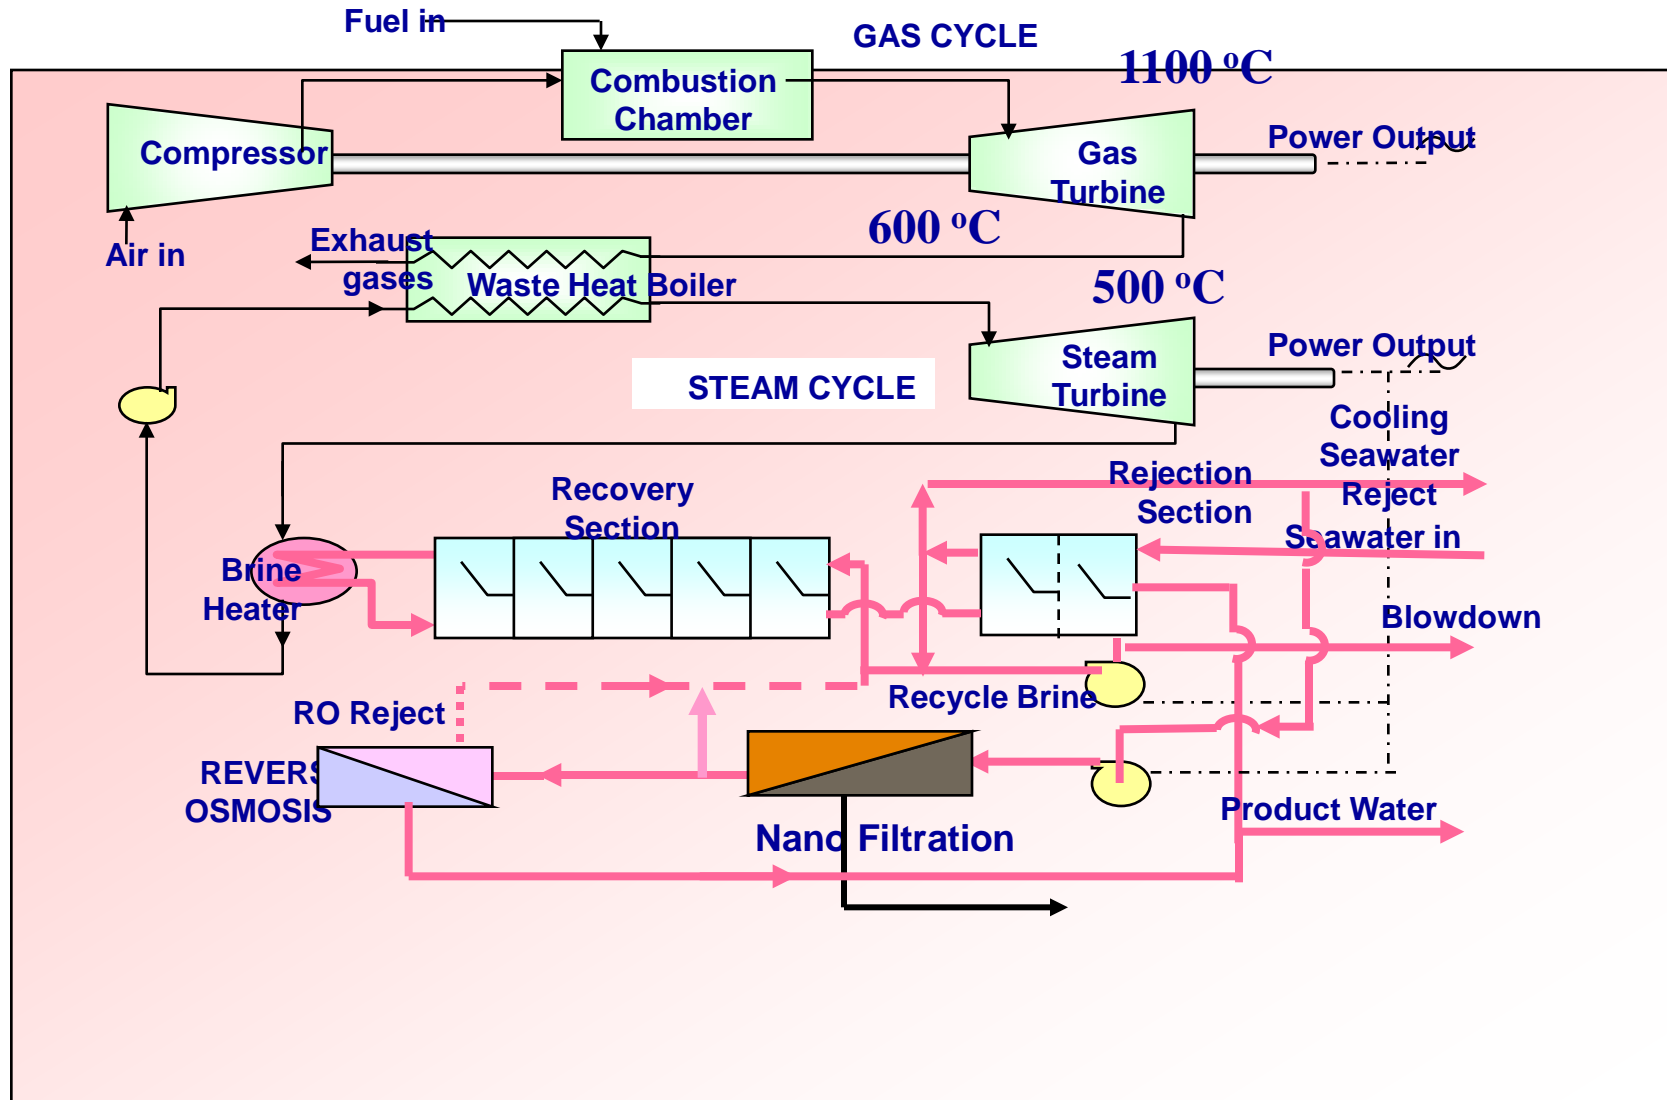 Fuel in
GAS CYCLE
1100 ºC
Combustion
Chamber
Compressor
Gas
Turbine
Power Output
Air in
Exhaust
gases
600 ºC
Waste Heat Boiler
500 ºC
Steam
Turbine
Power Output
STEAM CYCLE
Cooling
Seawater
Reject
Rejection
Section
Recovery
Section
Seawater in
Brine
Heater
Blowdown
Recycle Brine
RO Reject
REVERS
OSMOSIS
Nano Filtration
Product Water